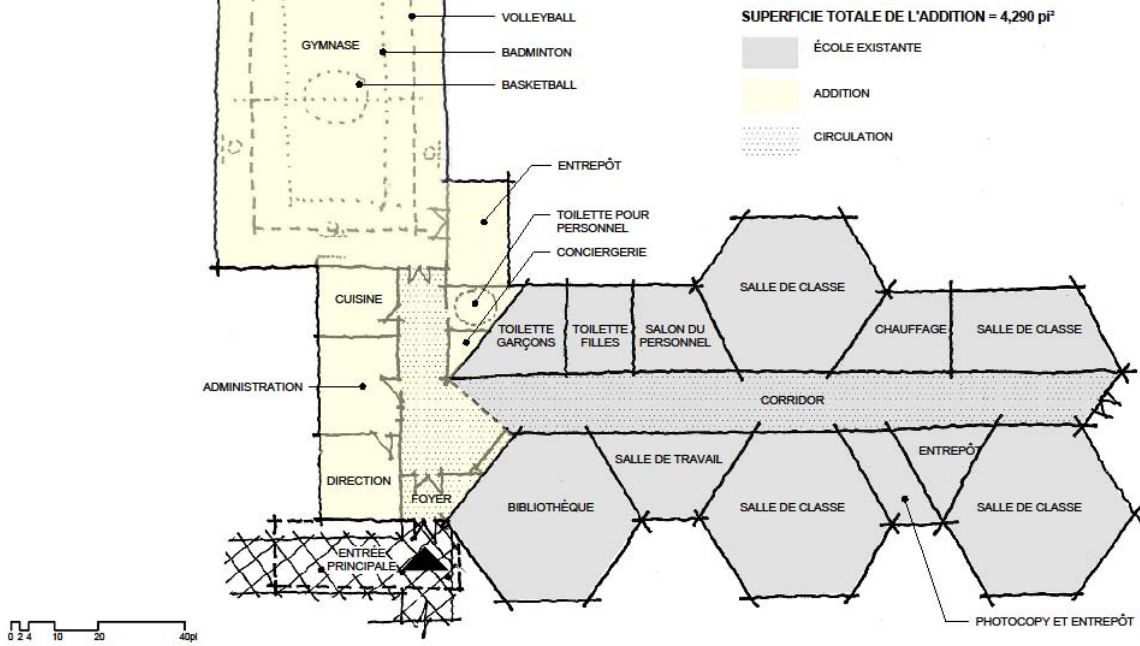 SUPERFICIE TOTALE DE L'ADDITION = 4,290 pi²
ÉCOLE EXISTANTE
ADDITION
CIRCULATION
VOLLEYBALL
GYMNASE
BADMINTON
BASKETBALL
ENTREPÔT
TOILETTE POUR
PERSONNEL
CONCIERGERIE
SALLE DE CLASSE
CUISINE
TOILETTE
GARÇONS
TOILETTE
FILLES
SALON DU
PERSONNEL
CHAUFFAGE
SALLE DE CLASSE
ADMINISTRATION
CORRIDOR
SALLE DE TRAVAIL
ENTREPÔT
DIRECTION
FOYER
BIBLIOTHÈQUE
SALLE DE CLASSE
SALLE DE CLASSE
ENTRÉE
PRINCIPALE
PHOTOCOPY ET ENTREPÔT
0 2 4 10 20 40pi